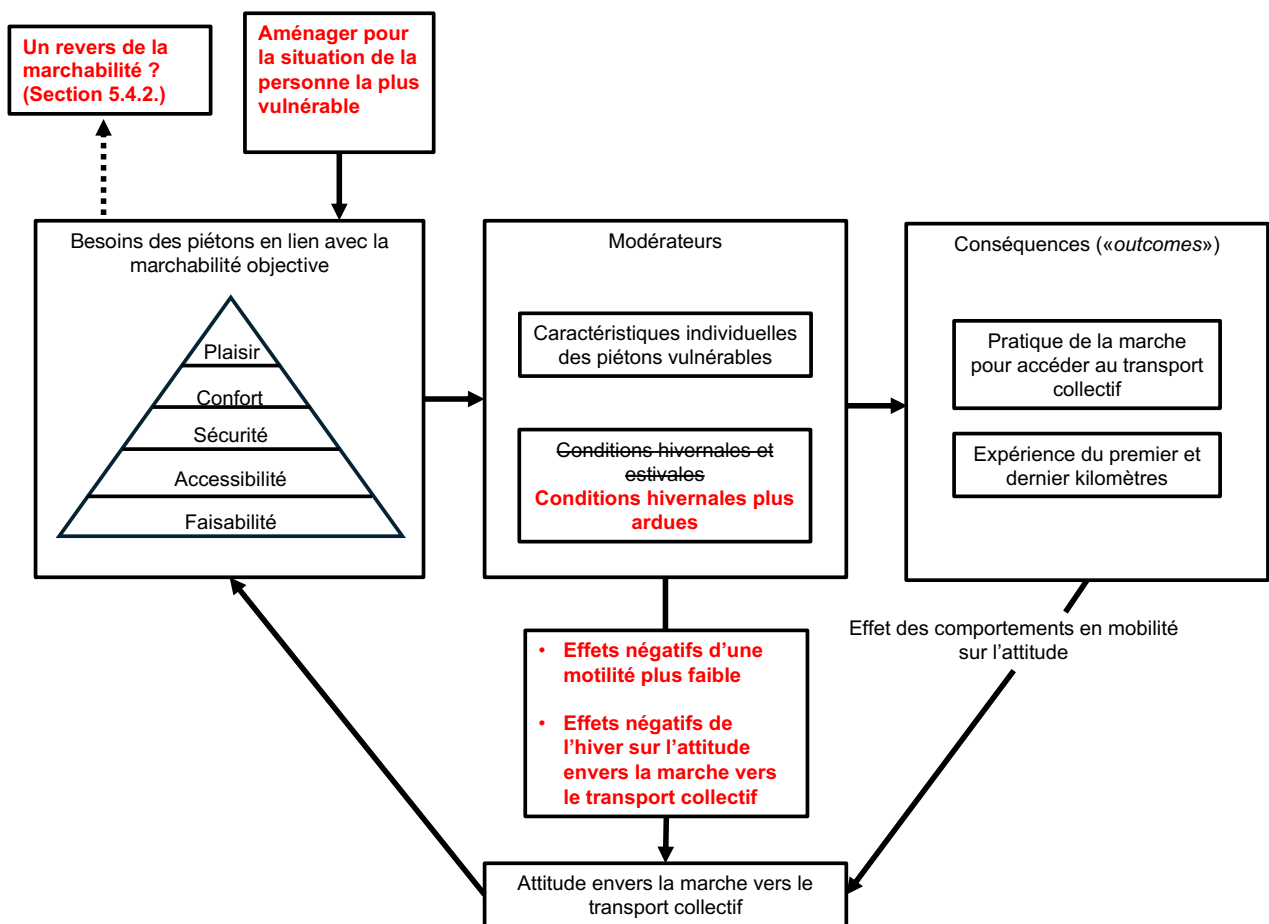 Un revers de la
marchabilité ?
(Section 5.4.2.)
Aménager pour
la situation de la
personne la plus
vulnérable
Besoins des piétons en lien avec la
marchabilité objective
Plaisir
Confort
Sécurité
Accessibilité
Faisabilité
Modérateurs
Caractéristiques individuelles
des piétons vulnérables
Conditions hivernales et
estivales
Conditions hivernales plus
ardues
Conséquences («outcomes»)
Pratique de la marche
pour accéder au transport
collectif
Expérience du premier et
dernier kilomètres
• Effets négatifs d’une
motilité plus faible
• Effets négatifs de
l’hiver sur l’attitude
envers la marche vers
le transport collectif
Effet des comportements en mobilité
sur l’attitude
Attitude envers la marche vers le
transport collectif